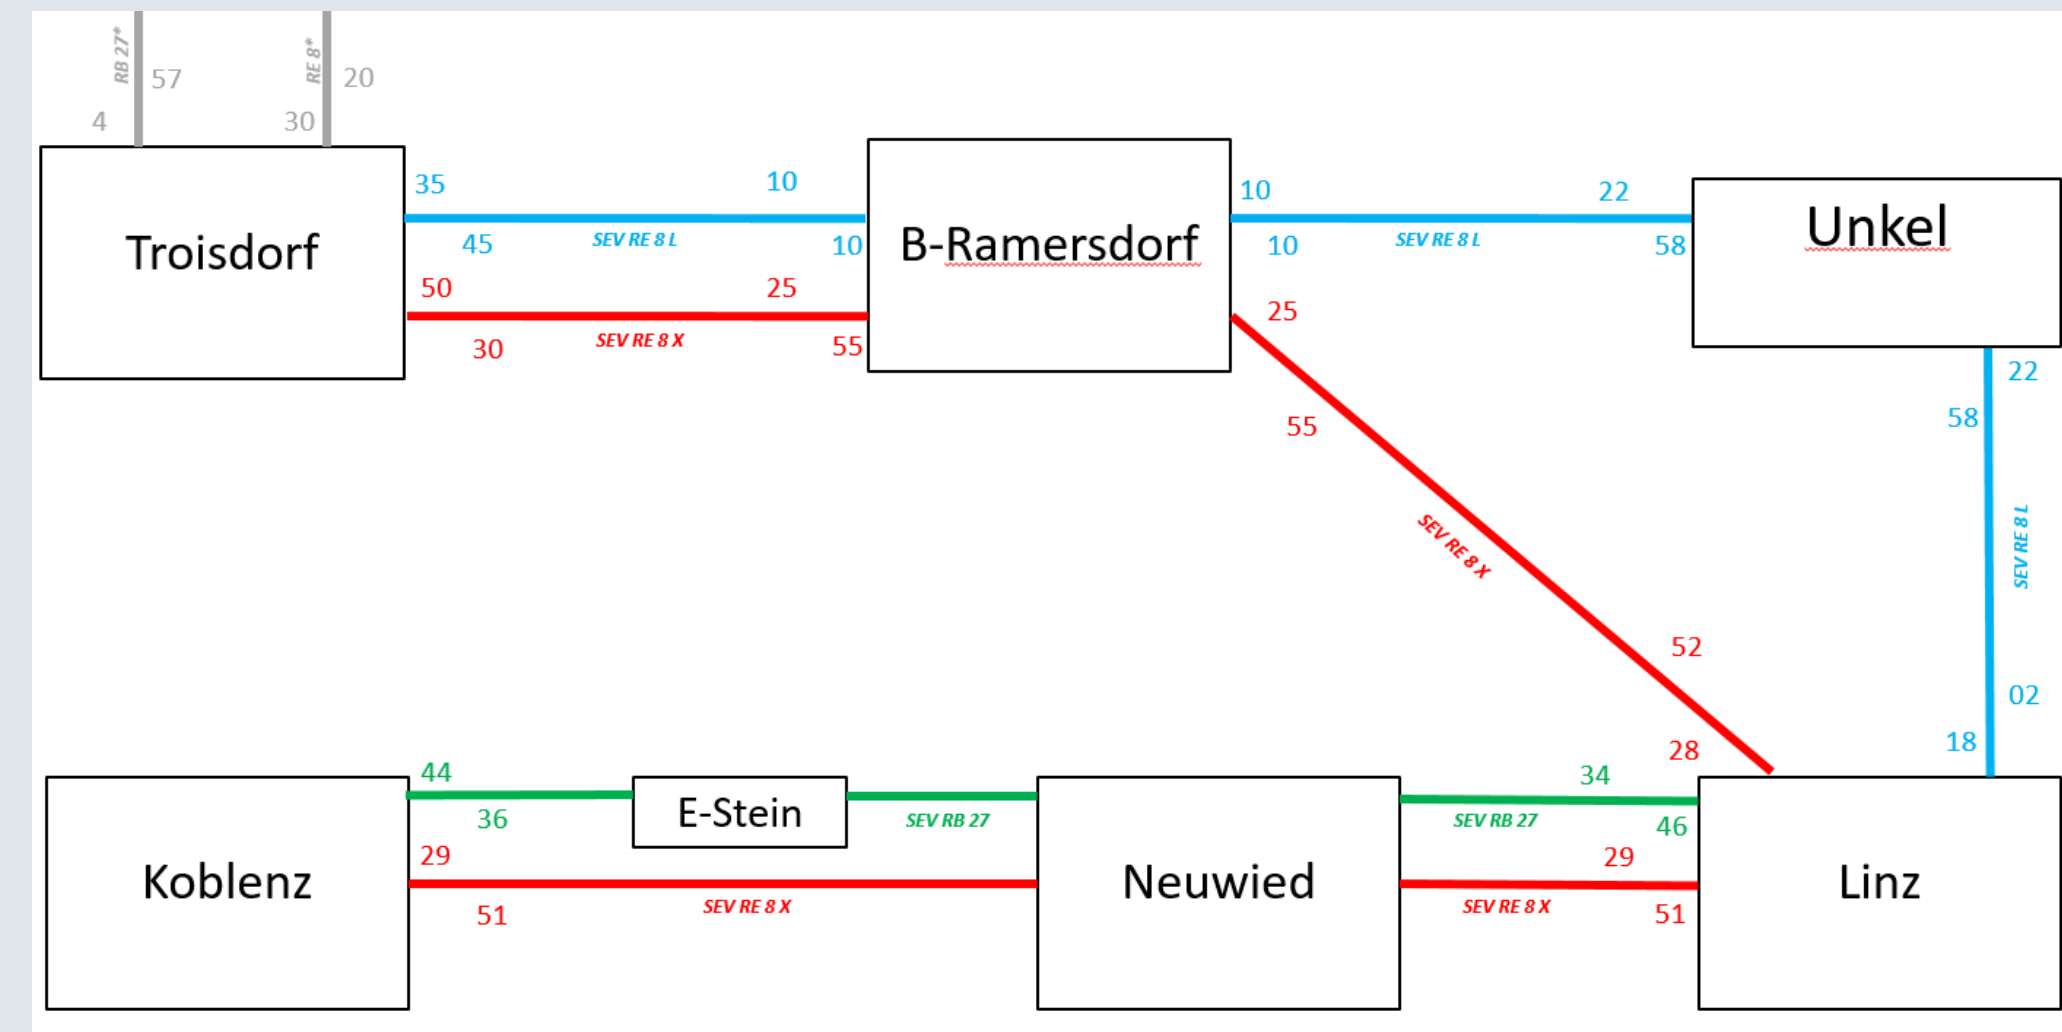 RB 27*
57
RE 8*
20
4
30
Troisdorf
35
10
45
SEV RE 8 L
10
50
25
30
SEV RE 8 X
55
B-Ramersdorf
10
22
10
SEV RE 8 L
58
Unkel
25
55
SEV RE 8 X
52
28
22
58
SEV RE 8 L
02
18
Koblenz
44
36
E-Stein
SEV RB 27
29
51
SEV RE 8 X
Neuwied
34
SEV RB 27
46
29
SEV RE 8 X
51
Linz